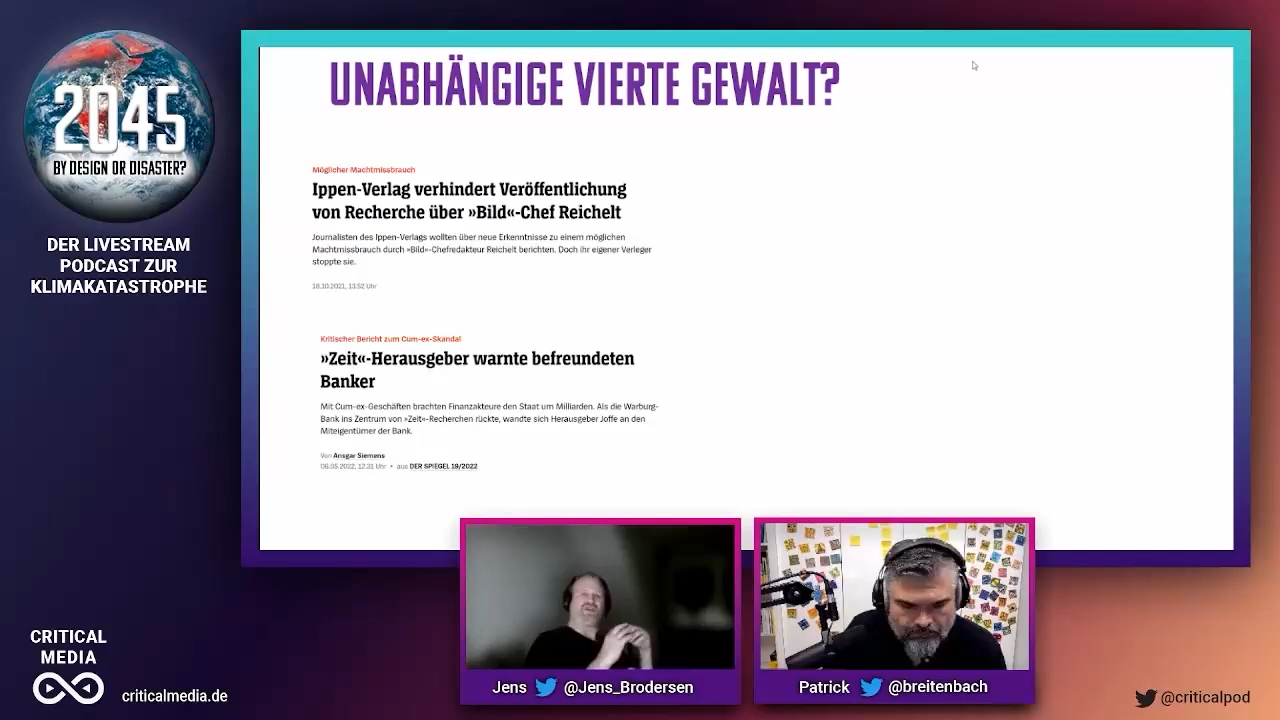 2045
BY DESIGN OR DISASTER?
DER LIVESTREAM
PODCAST ZUR
KLIMAKATASTROPHE
UNABHÄNGIGE VIERTE GEWALT?
Möglicher Machtmissbrauch
Ippen-Verlag verhindert Veröffentlichung
von Recherche über »Bild«-Chef Reichelt
Journalisten des Ippen-Verlags wollten über neue Erkenntnisse zu einem möglichen
Machtmissbrauch durch »Bild«-Chefredakteur Reichelt berichten. Doch ihr eigener Verleger
stoppte sie.
18.10.2021, 13.52 Uhr
Kritischer Bericht zum Cum-ex-Skandal
»Zeit«-Herausgeber warnte befreundeten
Banker
Mit Cum-ex-Geschäften brachten Finanzakteure den Staat um Milliarden. Als die Warburg-
Bank ins Zentrum von »Zeit«-Recherchen rückte, wandte sich Herausgeber Joffe an den
Miteigentümer der Bank.
Von Ansgar Siemens
06.05.2022, 12.31 Uhr • aus DER SPIEGEL 19/2022
Jens @Jens_Brodersen
Patrick @breitenbach
CRITICAL
MEDIA
criticalmedia.de
@criticalpod